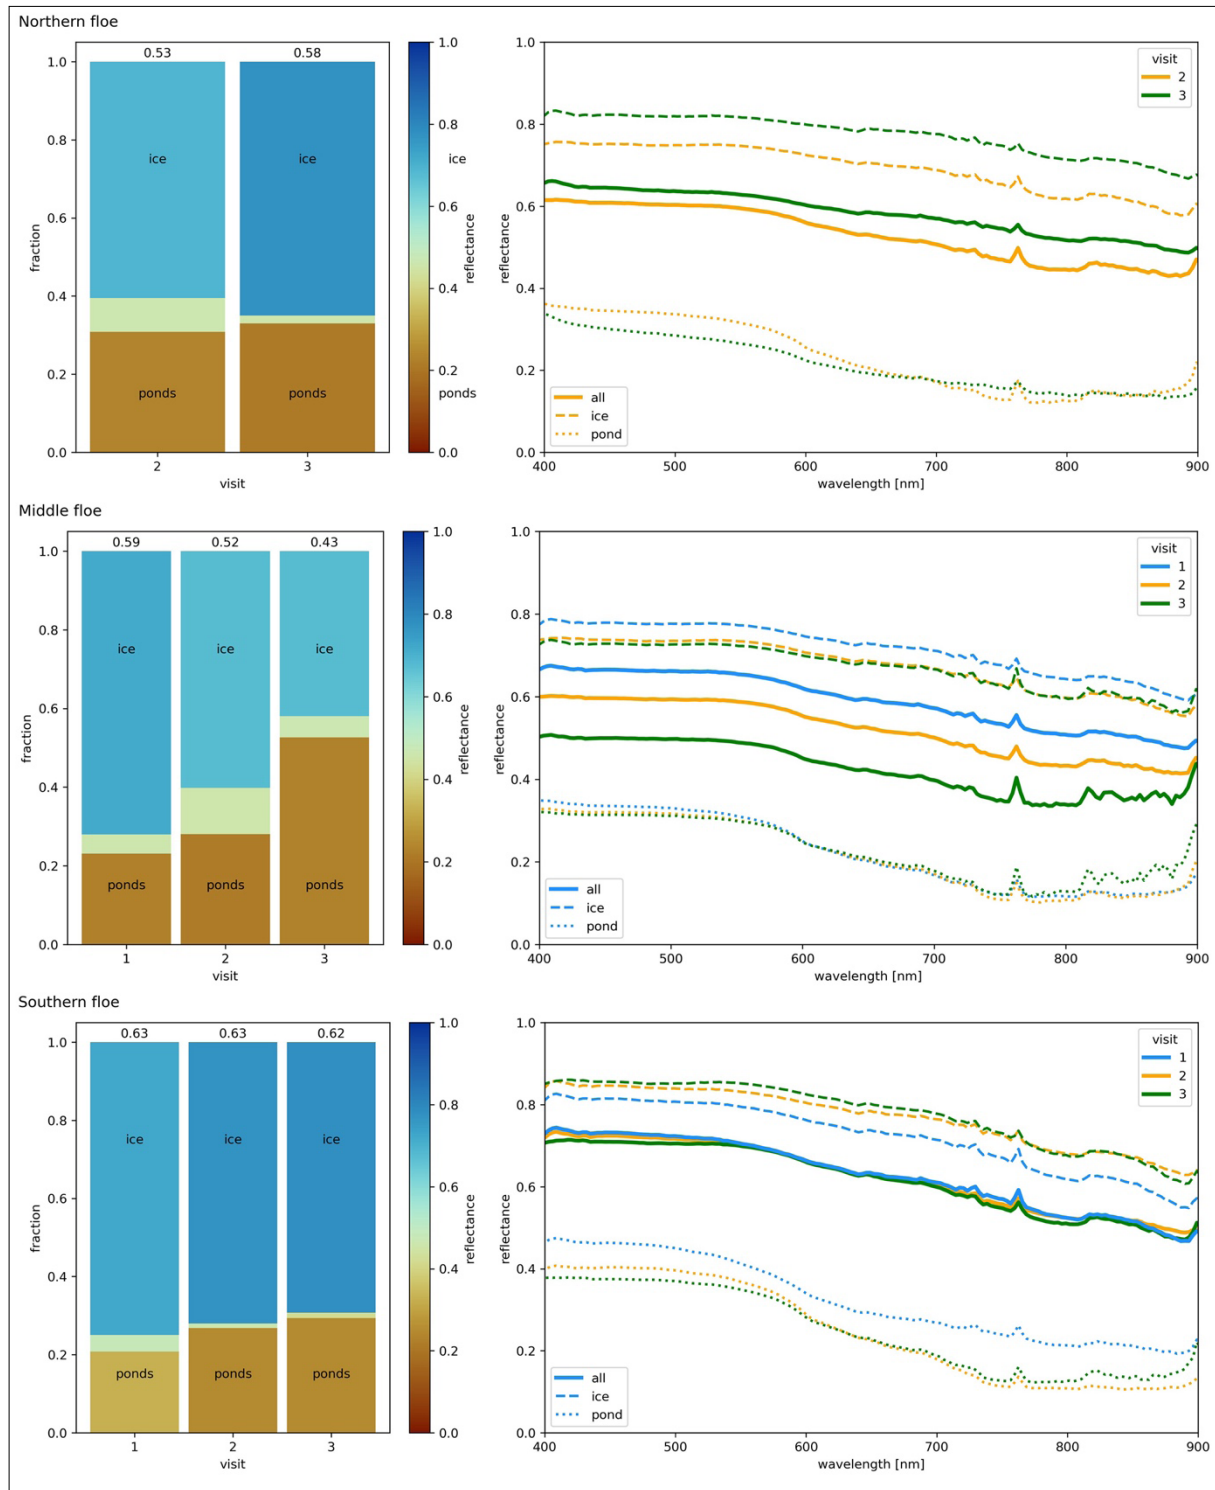 Northern floe
0.53 0.58
1.0
0.8
0.6
0.4
0.2
0.0
fraction
ice ice
ponds ponds
2 3
visit
1.0
0.8
ice
0.6
0.4
0.2
ponds
0.0
reflectance
1.0
0.8
0.6
0.4
0.2
0.0
reflectance
visit
2
3
all
ice
pond
400 500 600 700 800 900
wavelength [nm]
Middle floe
0.59 0.52 0.43
1.0
0.8
0.6
0.4
0.2
0.0
fraction
ice ice ice
ponds ponds ponds
1 2 3
visit
1.0
0.8
0.6
0.4
0.2
0.0
reflectance
1.0
0.8
0.6
0.4
0.2
0.0
reflectance
visit
1
2
3
all
ice
pond
400 500 600 700 800 900
wavelength [nm]
Southern floe
0.63 0.63 0.62
1.0
0.8
0.6
0.4
0.2
0.0
fraction
ice ice ice
ponds ponds ponds
1 2 3
visit
1.0
0.8
0.6
0.4
0.2
0.0
reflectance
1.0
0.8
0.6
0.4
0.2
0.0
reflectance
visit
1
2
3
all
ice
pond
400 500 600 700 800 900
wavelength [nm]